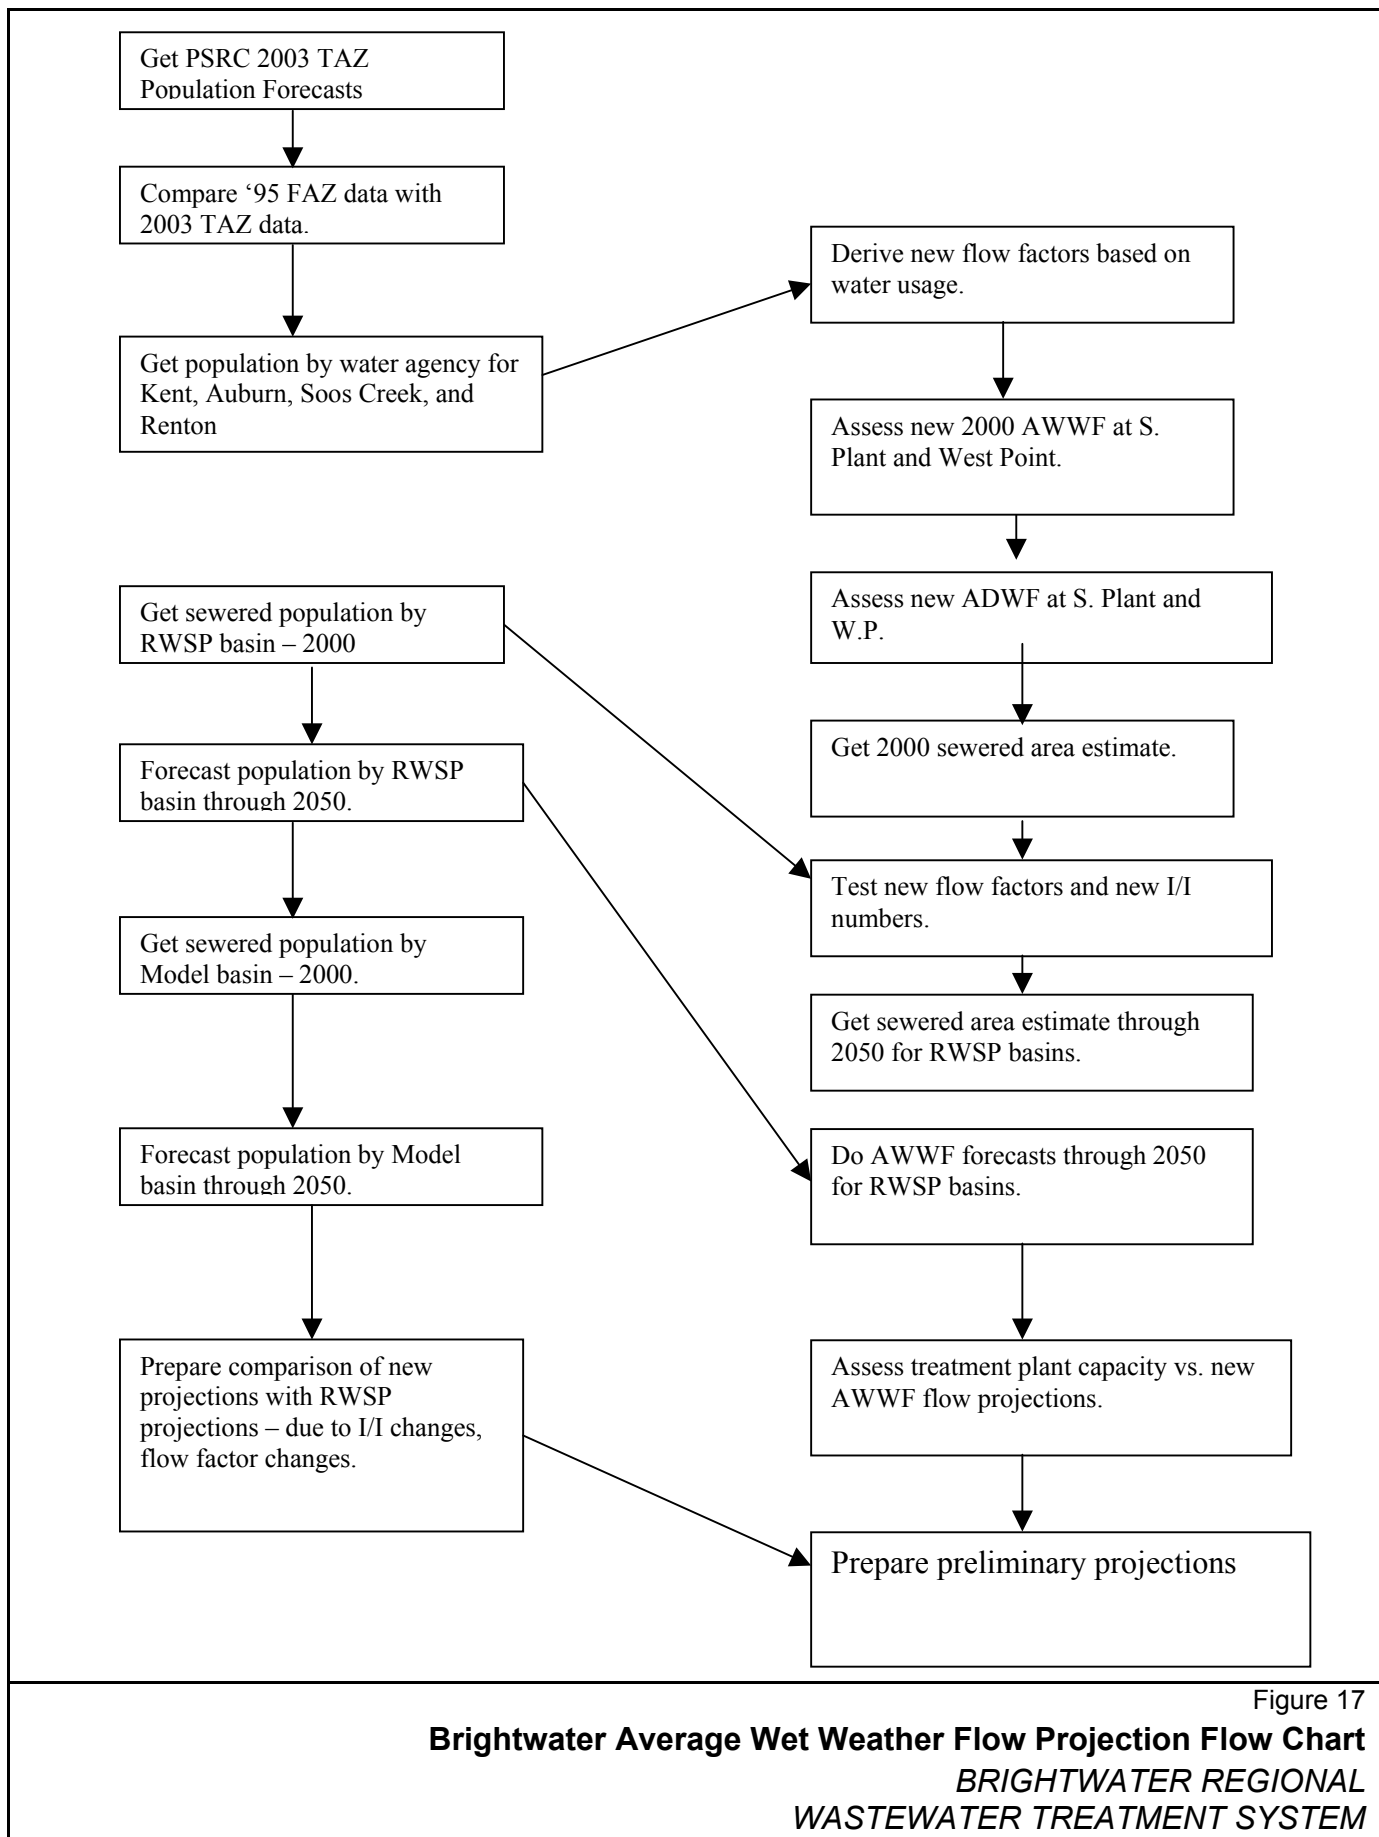 Get PSRC 2003 TAZ
Population Forecasts
Compare ‘95 FAZ data with
2003 TAZ data.
Get population by water agency for
Kent, Auburn, Soos Creek, and
Renton
Get sewered population by
RWSP basin – 2000
Forecast population by RWSP
basin through 2050.
Get sewered population by
Model basin – 2000.
Forecast population by Model
basin through 2050.
Prepare comparison of new
projections with RWSP
projections – due to I/I changes,
flow factor changes.
Derive new flow factors based on
water usage.
Assess new 2000 AWWF at S.
Plant and West Point.
Assess new ADWF at S. Plant and
W.P.
Get 2000 sewered area estimate.
Test new flow factors and new I/I
numbers.
Get sewered area estimate through
2050 for RWSP basins.
Do AWWF forecasts through 2050
for RWSP basins.
Assess treatment plant capacity vs. new
AWWF flow projections.
Prepare preliminary projections
Figure 17
Brightwater Average Wet Weather Flow Projection Flow Chart
BRIGHTWATER REGIONAL
WASTEWATER TREATMENT SYSTEM